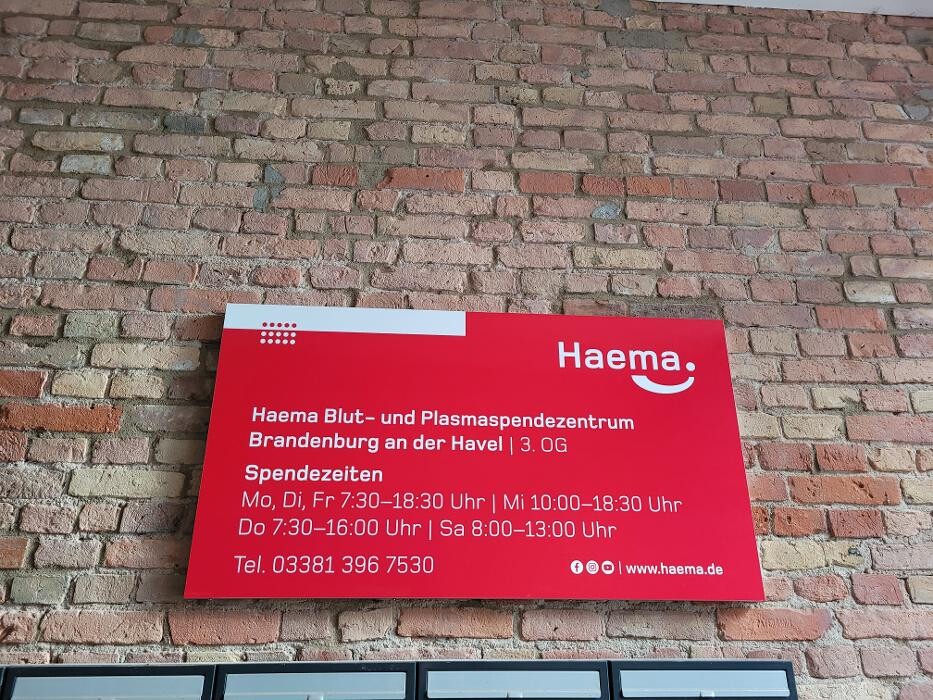 Haema.
Haema Blut- und Plasmaspendezentrum
Brandenburg an der Havel | 3. OG
Spendezeiten
Mo, Di, Fr 7:30–18:30 Uhr | Mi 10:00–18:30 Uhr
Do 7:30–16:00 Uhr | Sa 8:00–13:00 Uhr
Tel. 03381 396 7530
| www.haema.de